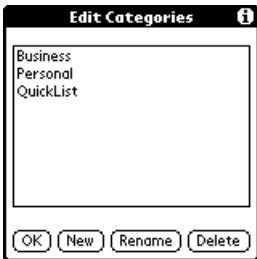 Edit Categories i
Business
Personal
QuickList
OK New Rename Delete